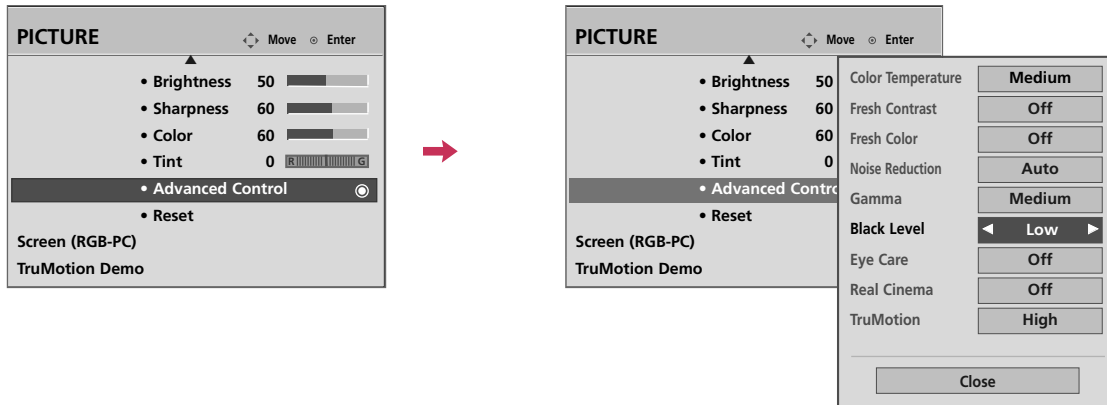 PICTURE Move Enter
• Brightness 50
• Sharpness 60
• Color 60
• Tint 0 R G
• Advanced Control
• Reset
Screen (RGB-PC)
TruMotion Demo
PICTURE Move Enter
• Brightness 50
• Sharpness 60
• Color 60
• Tint 0
• Advanced Contro
• Reset
Screen (RGB-PC)
TruMotion Demo
Color Temperature Medium
Fresh Contrast Off
Fresh Color Off
Noise Reduction Auto
Gamma Medium
Black Level Low
Eye Care Off
Real Cinema Off
TruMotion High
Close